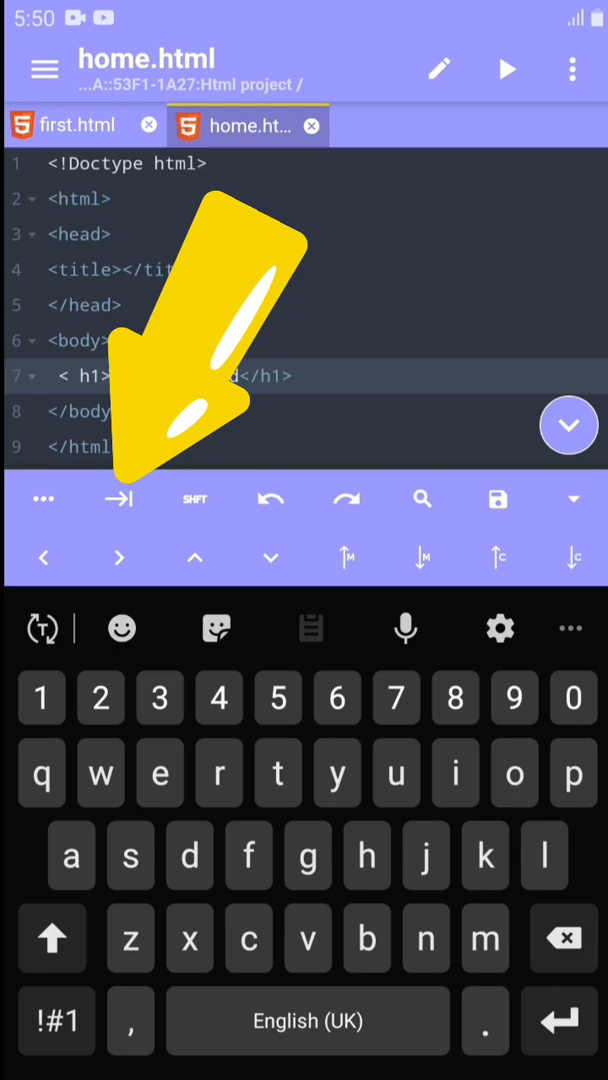 5:50
home.html
...A::53F1-1A27:Html project /
first.html
home.ht...
1 <!Doctype html>
2 <html>
3 <head>
4 <title></tit
5 </head>
6 <body>
7 < h1> d</h1>
8 </body
9 </html
SHFT
M M C C
T
1 2 3 4 5 6 7 8 9 0
q w e r t y u i o p
a s d f g h j k l
z x c v b n m
!#1 , English (UK) .